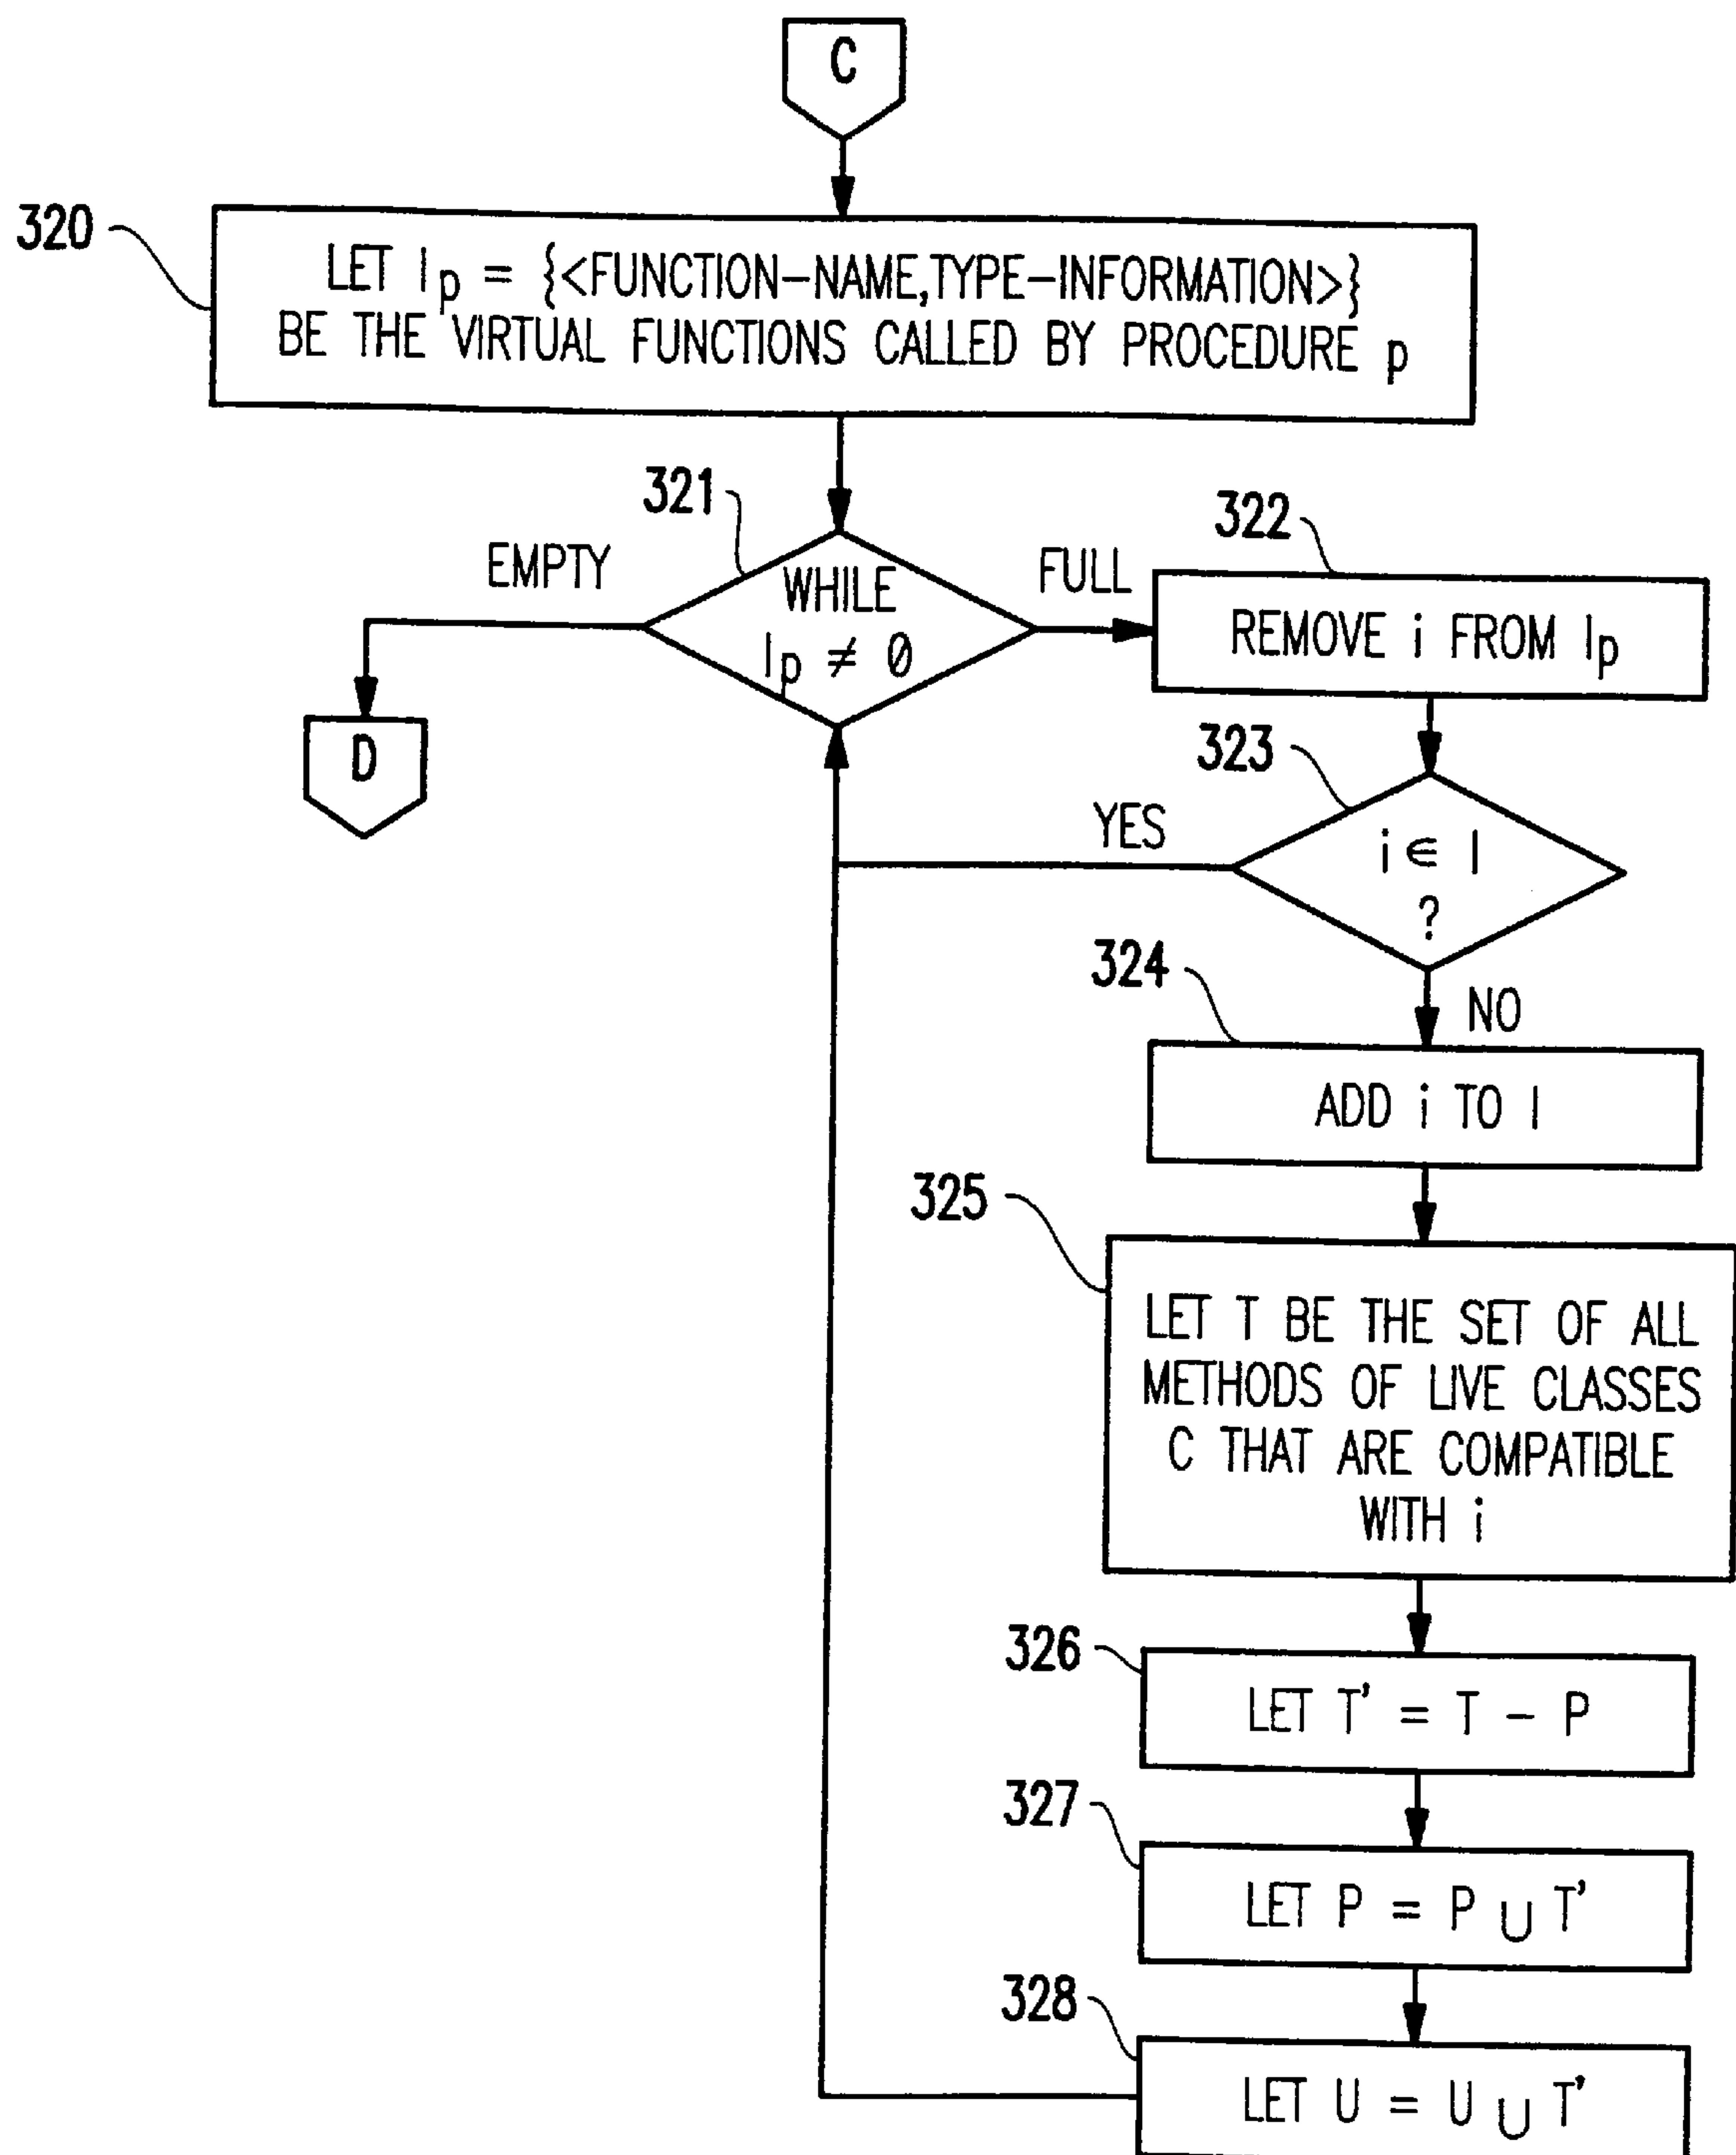 C
320
LET Ip = {<FUNCTION-NAME,TYPE-INFORMATION>}
BE THE VIRTUAL FUNCTIONS CALLED BY PROCEDURE p
321
EMPTY
WHILE
Ip ≠ 0
FULL
322
REMOVE i FROM Ip
D
323
YES
i ∈ I
?
324
NO
ADD i TO I
325
LET T BE THE SET OF ALL
METHODS OF LIVE CLASSES
C THAT ARE COMPATIBLE
WITH i
326
LET T' = T - P
327
LET P = P ∪ T'
328
LET U = U ∪ T'